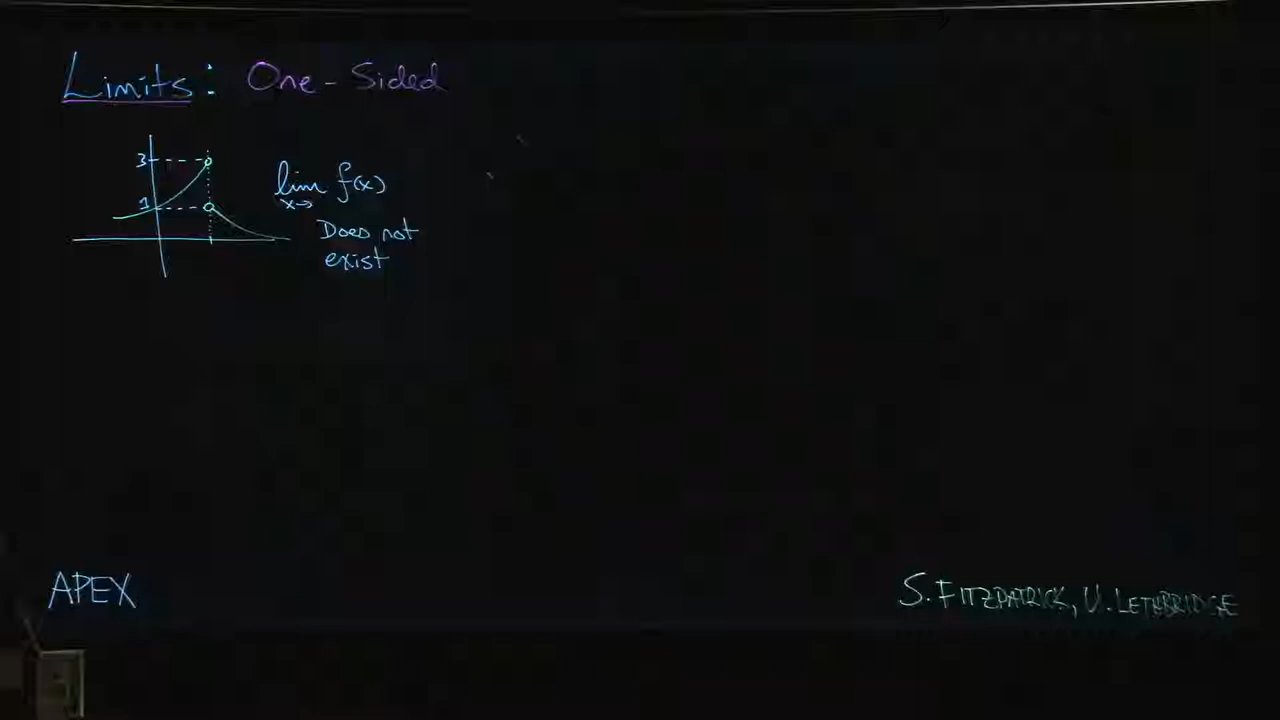 Limits: One-Sided
3
1
lim f(x)
x→
Does not
exist
APEX
S. FITZPATRICK, U. LETHBRIDGE